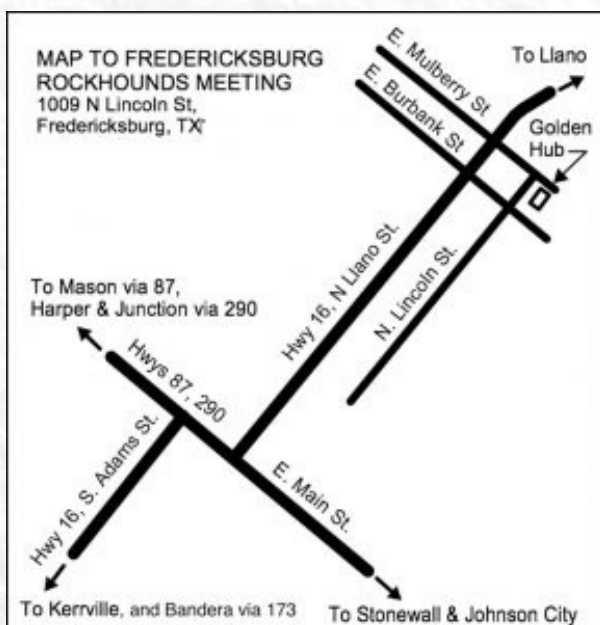 MAP TO FREDERICKSBURG
ROCKHOUNDS MEETING
1009 N Lincoln St,
Fredericksburg, TX
E. Mulberry St
E. Burbank St
To Llano
Golden
Hub
Hwy 16, N Llano St.
N. Lincoln St.
To Mason via 87,
Harper & Junction via 290
Hwys 87, 290
Hwy 16, S. Adams St.
E. Main St.
To Kerrville, and Bandera via 173
To Stonewall & Johnson City